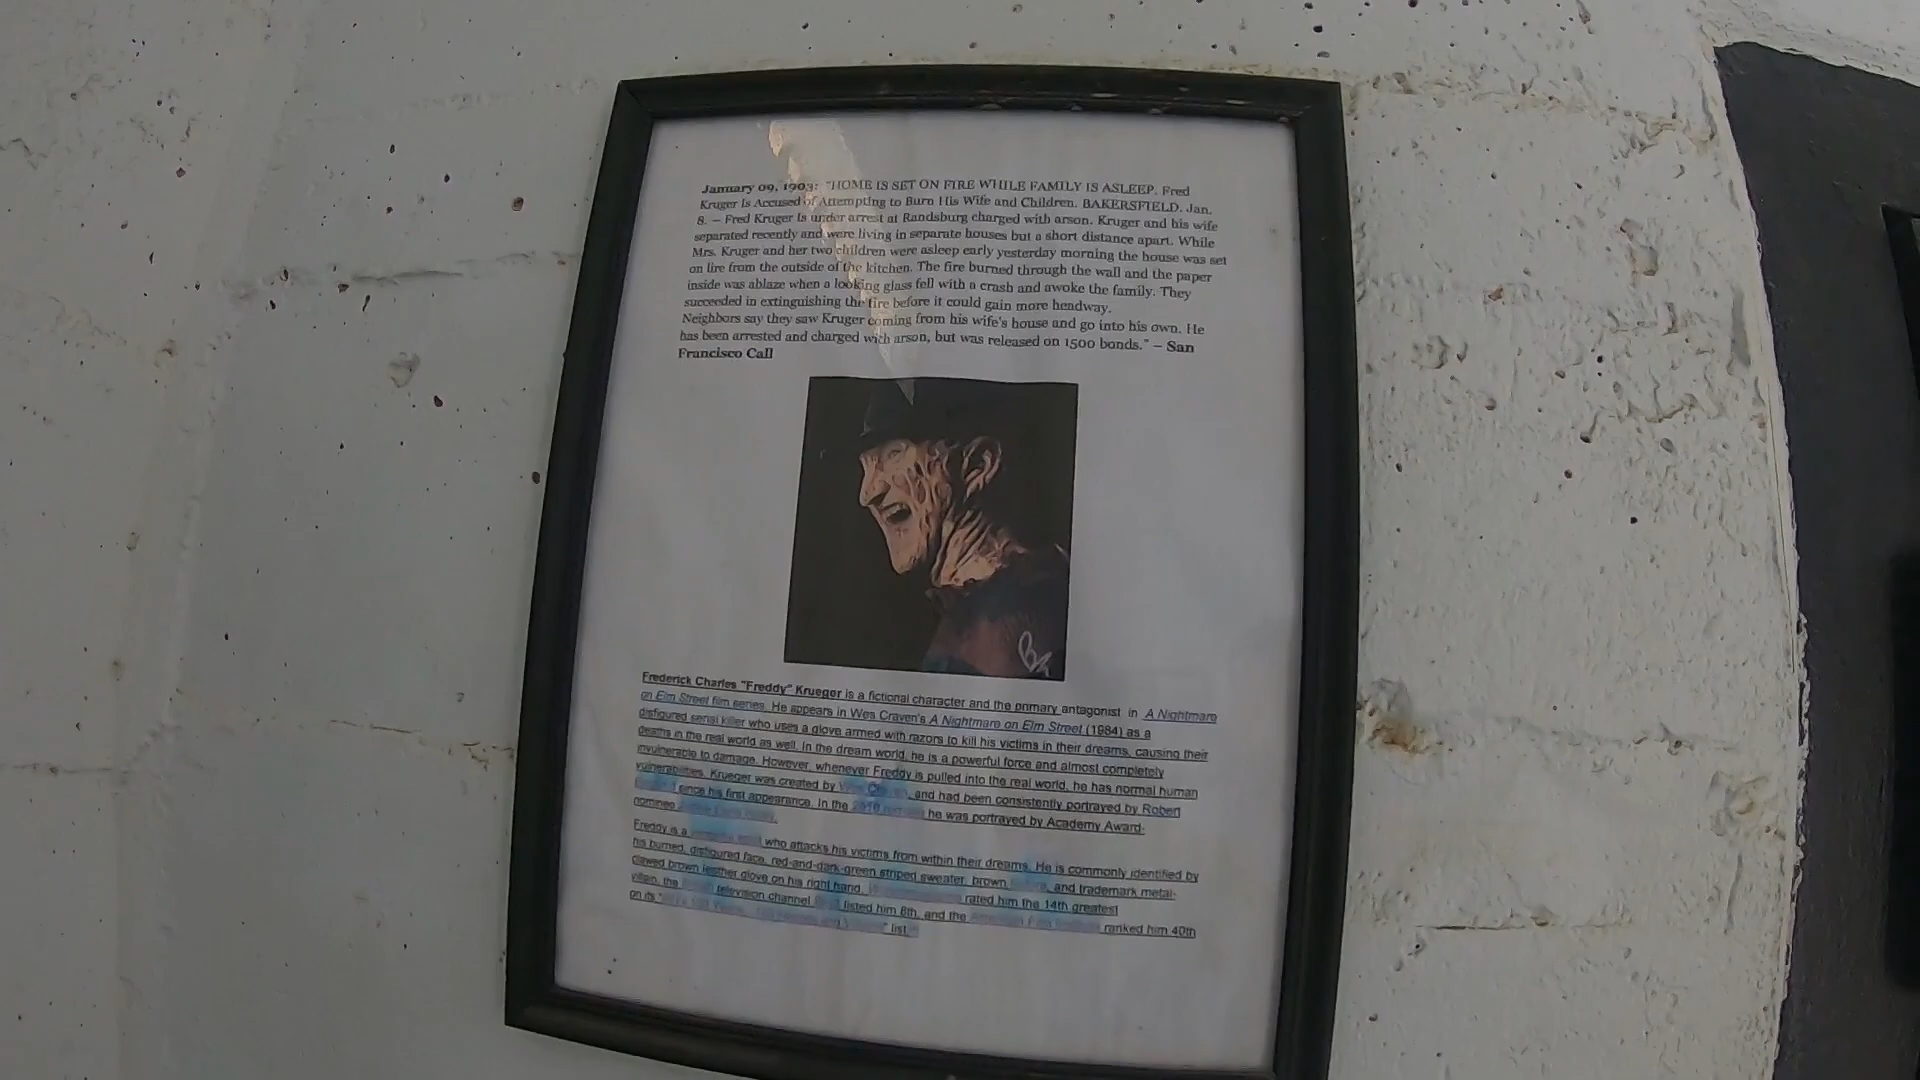 January 09, 1903: "HOME IS SET ON FIRE WHILE FAMILY IS ASLEEP. Fred
Kruger Is Accused of Attempting to Burn His Wife and Children. BAKERSFIELD. Jan.
8. – Fred Kruger is under arrest at Randsburg charged with arson. Kruger and his wife
separated recently and were living in separate houses but a short distance apart. While
Mrs. Kruger and her two children were asleep early yesterday morning the house was set
on fire from the outside of the kitchen. The fire burned through the wall and the paper
inside was ablaze when a looking glass fell with a crash and awoke the family. They
succeeded in extinguishing the fire before it could gain more headway.
Neighbors say they saw Kruger coming from his wife's house and go into his own. He
has been arrested and charged with arson, but was released on 1500 bonds." – San
Francisco Call
Frederick Charles "Freddy" Krueger is a fictional character and the primary antagonist in A Nightmare
on Elm Street film series. He appears in Wes Craven's A Nightmare on Elm Street (1984) as a
disfigured serial killer who uses a glove armed with razors to kill his victims in their dreams, causing their
deaths in the real world as well. In the dream world, he is a powerful force and almost completely
invulnerable to damage. However, whenever Freddy is pulled into the real world, he has normal human
vulnerabilities. Krueger was created by Wes Craven, and had been consistently portrayed by Robert
since his first appearance. In the 2010 he was portrayed by Academy Award-
nominee
Freddy is a who attacks his victims from within their dreams. He is commonly identified by
his burned, disfigured face, red-and-dark-green striped sweater, brown and trademark metal-
clawed brown leather glove on his right hand. rated him the 14th greatest
villain, the television channel listed him 8th, and the ranked him 40th
on its " " list.